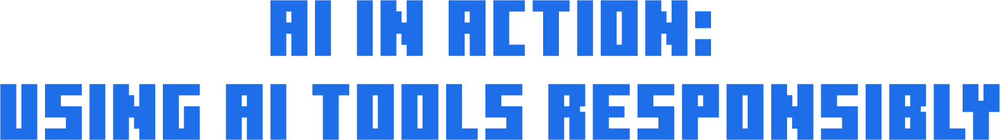 AI IN ACTION:
USING AI TOOLS RESPONSIBLY